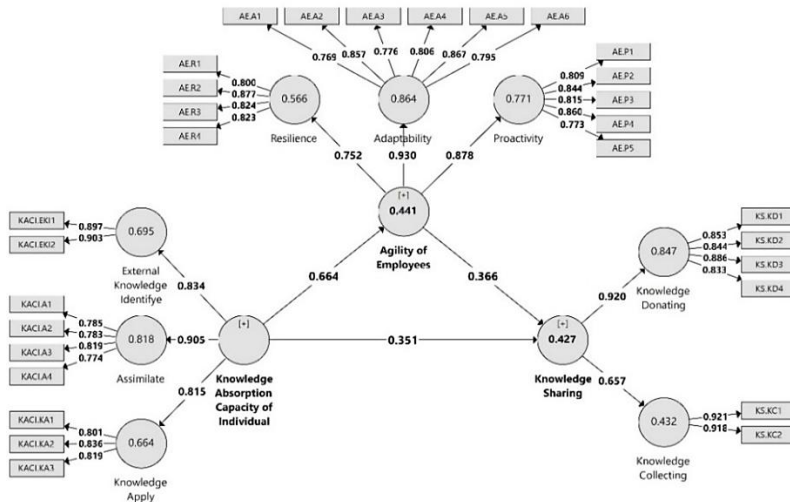 AE.A1
AE.A2
AE.A3
AE.A4
AE.A5
AE.A6
0.769
0.857
0.776
0.806
0.867
0.795
AE.R1
AE.R2
AE.R3
AE.R4
0.800
0.877
0.824
0.823
0.566
Resilience
0.864
Adaptability
0.771
Proactivity
0.809
0.844
0.815
0.860
0.773
AE.P1
AE.P2
AE.P3
AE.P4
AE.P5
0.752
0.930
0.878
[+]
0.441
Agility of
Employees
KACI.EKI1
KACI.EKI2
0.897
0.903
0.695
External
Knowledge
Identifye
0.834
0.664
0.366
KS.KD1
KS.KD2
KS.KD3
KS.KD4
0.853
0.844
0.886
0.833
0.847
Knowledge
Donating
0.920
KACI.A1
KACI.A2
KACI.A3
KACI.A4
0.785
0.783
0.819
0.774
0.818
Assimilate
0.905
[+]
Knowledge
Absorption
Capacity of
Individual
0.351
[+]
0.427
Knowledge
Sharing
0.815
0.657
KACI.KA1
KACI.KA2
KACI.KA3
0.801
0.836
0.819
0.664
Knowledge
Apply
0.432
Knowledge
Collecting
0.921
0.918
KS.KC1
KS.KC2